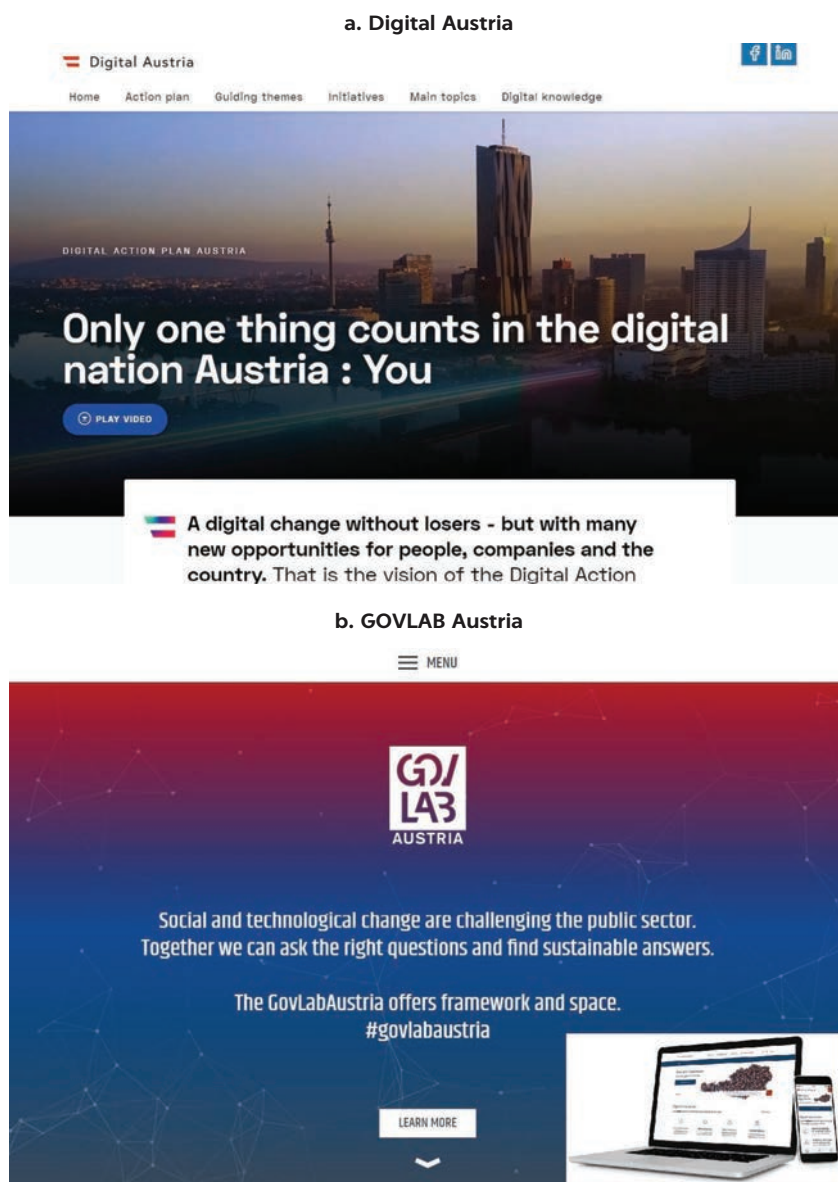 a. Digital Austria
Digital Austria
Home Action plan Guiding themes Initiatives Main topics Digital knowledge
DIGITAL ACTION PLAN AUSTRIA
Only one thing counts in the digital
nation Austria : You
PLAY VIDEO
A digital change without losers - but with many
new opportunities for people, companies and the
country. That is the vision of the Digital Action
b. GOVLAB Austria
MENU
GOV
LAB
AUSTRIA
Social and technological change are challenging the public sector.
Together we can ask the right questions and find sustainable answers.
The GovLabAustria offers framework and space.
#govlabaustria
LEARN MORE